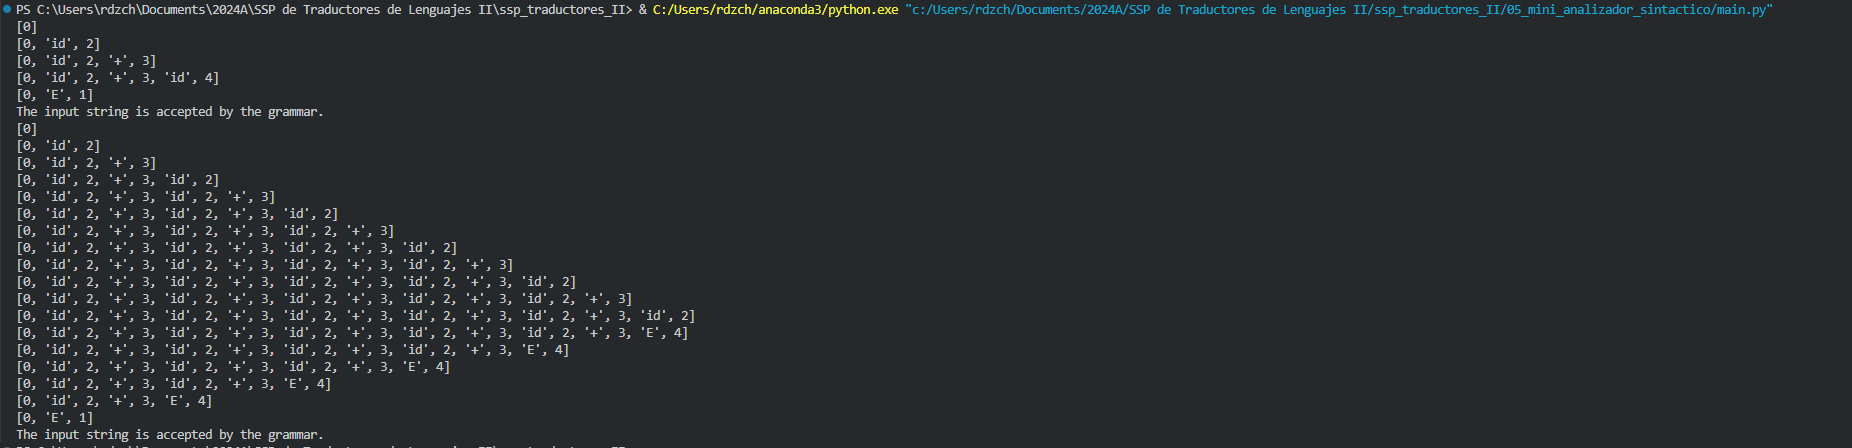 PS C:\Users\rdzch\Documents\2024A\SSP de Traductores de Lenguajes II\ssp_traductores_II> & C:/Users/rdzch/anaconda3/python.exe "c:/Users/rdzch/Documents/2024A/SSP de Traductores de Lenguajes II/ssp_traductores_II/05_mini_analizador_sintactico/main.py"
[0]
[0, 'id', 2]
[0, 'id', 2, '+', 3]
[0, 'id', 2, '+', 3, 'id', 4]
[0, 'E', 1]
The input string is accepted by the grammar.
[0]
[0, 'id', 2]
[0, 'id', 2, '+', 3]
[0, 'id', 2, '+', 3, 'id', 2]
[0, 'id', 2, '+', 3, 'id', 2, '+', 3]
[0, 'id', 2, '+', 3, 'id', 2, '+', 3, 'id', 2]
[0, 'id', 2, '+', 3, 'id', 2, '+', 3, 'id', 2, '+', 3]
[0, 'id', 2, '+', 3, 'id', 2, '+', 3, 'id', 2, '+', 3, 'id', 2]
[0, 'id', 2, '+', 3, 'id', 2, '+', 3, 'id', 2, '+', 3, 'id', 2, '+', 3]
[0, 'id', 2, '+', 3, 'id', 2, '+', 3, 'id', 2, '+', 3, 'id', 2, '+', 3, 'id', 2]
[0, 'id', 2, '+', 3, 'id', 2, '+', 3, 'id', 2, '+', 3, 'id', 2, '+', 3, 'id', 2, '+', 3]
[0, 'id', 2, '+', 3, 'id', 2, '+', 3, 'id', 2, '+', 3, 'id', 2, '+', 3, 'id', 2, '+', 3, 'id', 2]
[0, 'id', 2, '+', 3, 'id', 2, '+', 3, 'id', 2, '+', 3, 'id', 2, '+', 3, 'id', 2, '+', 3, 'E', 4]
[0, 'id', 2, '+', 3, 'id', 2, '+', 3, 'id', 2, '+', 3, 'id', 2, '+', 3, 'E', 4]
[0, 'id', 2, '+', 3, 'id', 2, '+', 3, 'id', 2, '+', 3, 'E', 4]
[0, 'id', 2, '+', 3, 'id', 2, '+', 3, 'E', 4]
[0, 'id', 2, '+', 3, 'E', 4]
[0, 'E', 1]
The input string is accepted by the grammar.